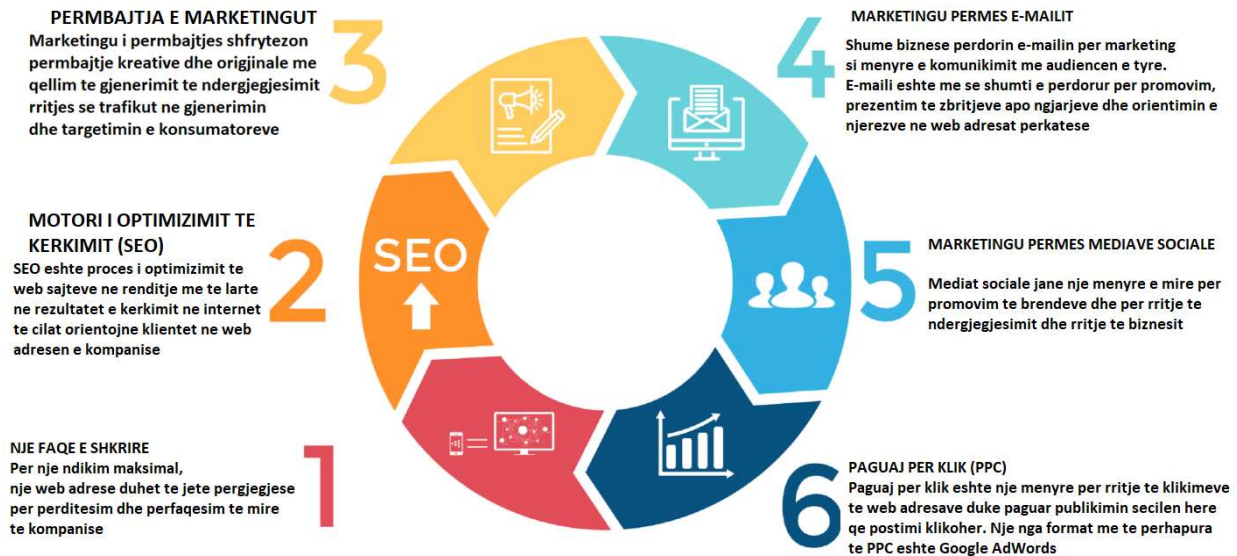 PERMBAJTJA E MARKETINGUT
Marketingu i permbajtjes shfrytezon
permbajtje kreative dhe origjinale me
qellim te gjenerimit te ndergjegjesimit
rritjes se trafikut ne gjenerimin
dhe targetimin e konsumatoreve
3
MOTORI I OPTIMIZIMIT TE
KERKIMIT (SEO)
SEO eshte proces i optimizimit te
web sajteve ne renditje me te larte
ne rezultatet e kerkimit ne internet
te cilat orientojne klientet ne web
adresen e kompanise
2
SEO
NJE FAQE E SHKRIRE
Per nje ndikim maksimal,
nje web adrese duhet te jete pergjegjese
per perditesim dhe perfaqesim te mire
te kompanise
1
4
MARKETINGU PERMES E-MAILIT
Shume biznese perdorin e-mailin per marketing
si menyre e komunikimit me audiencen e tyre.
E-maili eshte me se shumti e perdorur per promovim,
prezentim te zbritjeve apo ngjarjeve dhe orientimin e
njerezve ne web adresat perkatese
5
MARKETINGU PERMES MEDIAVE SOCIALE
Mediat sociale jane nje menyre e mire per
promovim te brendeve dhe per rritje te
ndergjegjesimit dhe rritje te biznesit
6
PAGUAJ PER KLIK (PPC)
Paguaj per klik eshte nje menyre per rritje te klikimeve
te web adresave duke paguar publikimin secilen here
qe postimi klikoher. Nje nga format me te perhapura
te PPC eshte Google AdWords